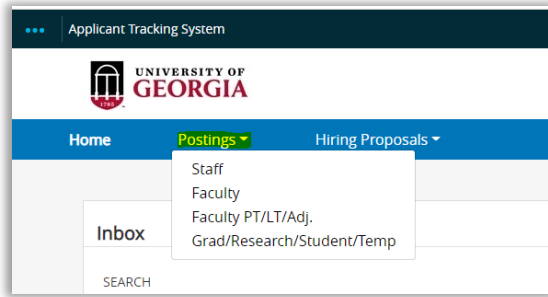 ••• Applicant Tracking System
1785
UNIVERSITY OF
GEORGIA
Home Postings Hiring Proposals
Staff
Faculty
Faculty PT/LT/Adj.
Grad/Research/Student/Temp
Inbox
SEARCH